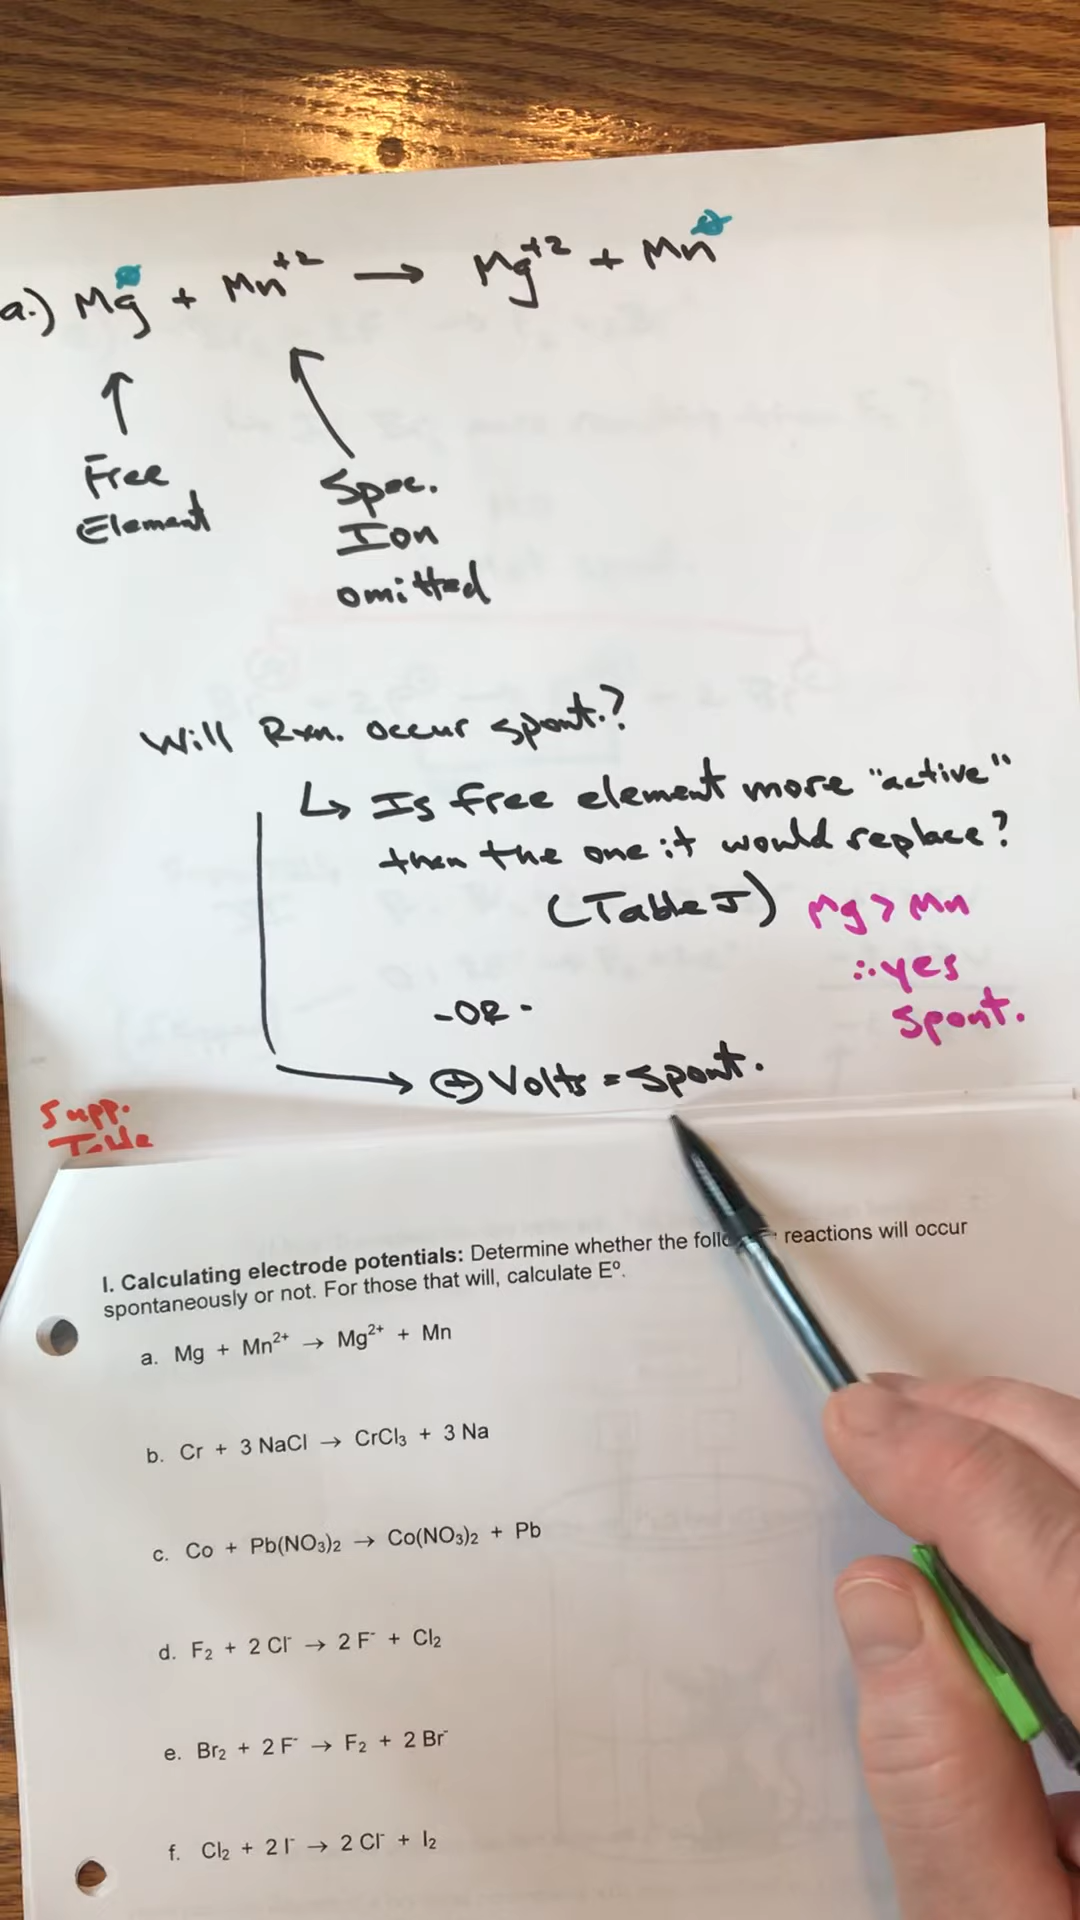 a.) Mg⁰ + Mn⁺² → Mg⁺² + Mn⁰
Free
Element
Spec.
Ion
omitted
Will Rxn. occur spont.?
↳ Is free element more "active"
then the one it would replace?
(Table J) Mg > Mn
∴ yes
spont.
- OR -
⊕ Volts = spont.
Supp.
Table
I. Calculating electrode potentials: Determine whether the reactions will occur
spontaneously or not. For those that will, calculate Eº.
a. Mg + Mn²⁺ → Mg²⁺ + Mn
b. Cr + 3 NaCl → CrCl₃ + 3 Na
c. Co + Pb(NO₃)₂ → Co(NO₃)₂ + Pb
d. F₂ + 2 Cl⁻ → 2 F⁻ + Cl₂
e. Br₂ + 2 F⁻ → F₂ + 2 Br⁻
f. Cl₂ + 2 I⁻ → 2 Cl⁻ + I₂